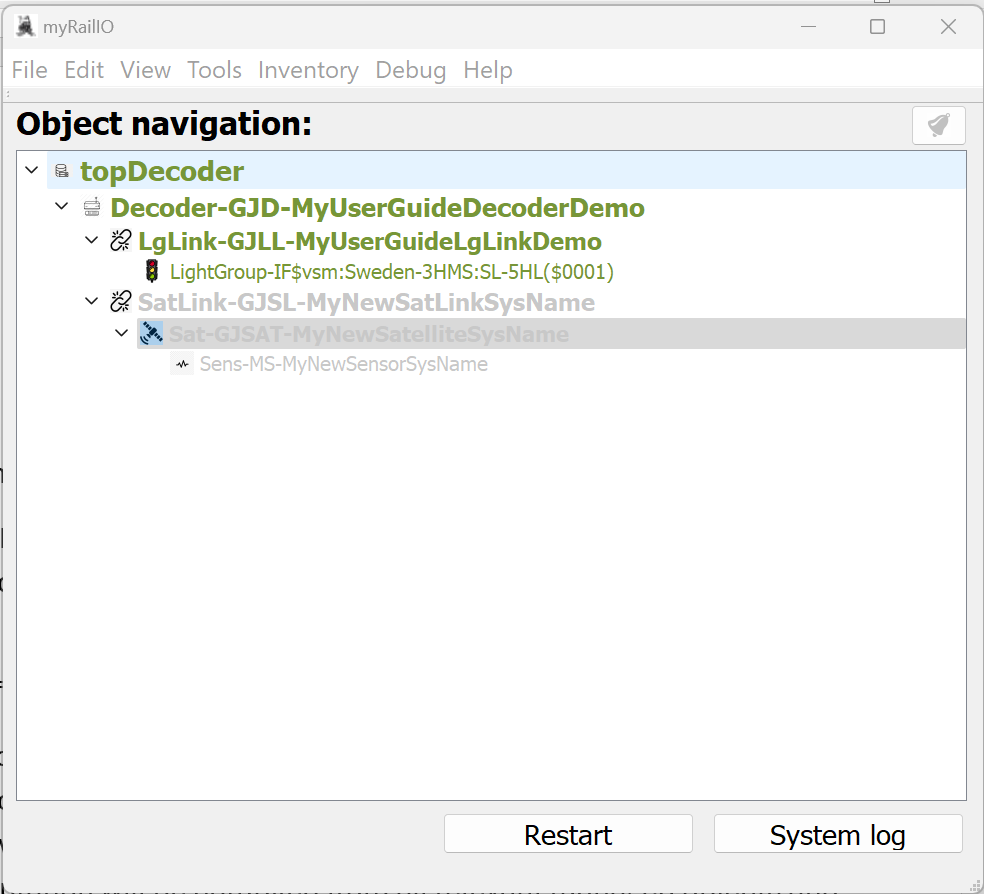 myRailIO
File Edit View Tools Inventory Debug Help
Object navigation:
topDecoder
Decoder-GJD-MyUserGuideDecoderDemo
LgLink-GJLL-MyUserGuideLgLinkDemo
LightGroup-IF$vsm:Sweden-3HMS:SL-5HL($0001)
SatLink-GJSL-MyNewSatLinkSysName
Sat-GJSAT-MyNewSatelliteSysName
Sens-MS-MyNewSensorSysName
Restart System log